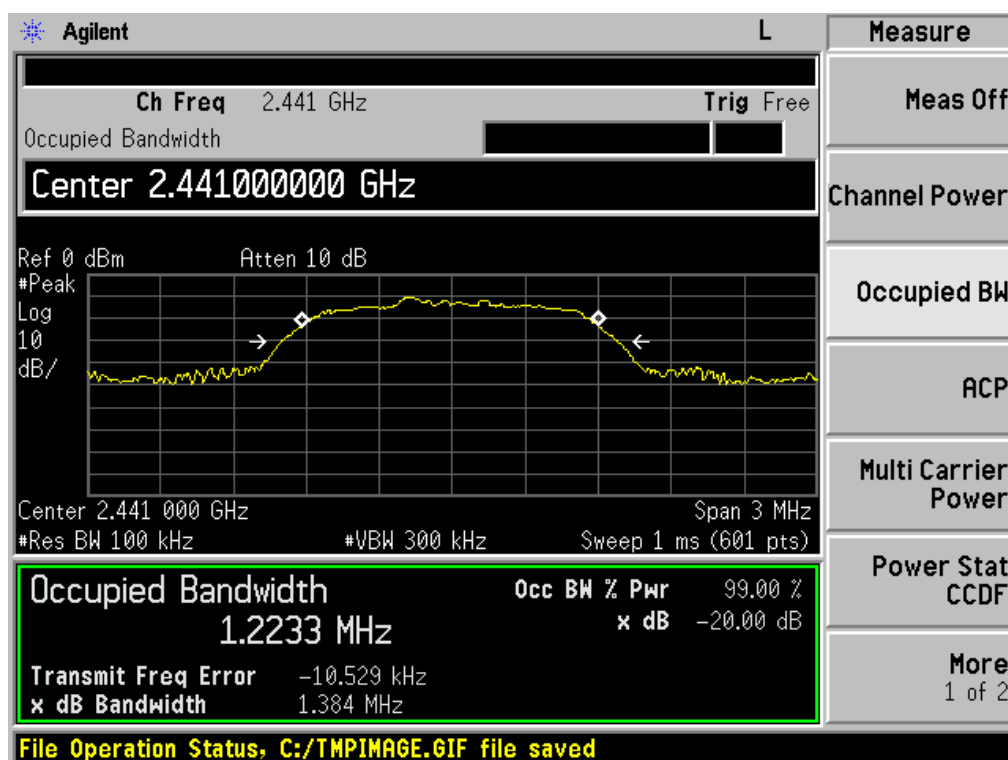 Agilent L Measure
Ch Freq 2.441 GHz Trig Free
Meas Off
Occupied Bandwidth
Center 2.441000000 GHz
Channel Power
Ref 0 dBm Atten 10 dB
#Peak
Log
10
dB/
Occupied BW
ACP
Multi Carrier
Power
Center 2.441 000 GHz Span 3 MHz
#Res BW 100 kHz #VBW 300 kHz Sweep 1 ms (601 pts)
Power Stat
CCDF
Occupied Bandwidth Occ BW % Pwr 99.00 %
1.2233 MHz x dB -20.00 dB
Transmit Freq Error -10.529 kHz
x dB Bandwidth 1.384 MHz
More
1 of 2
File Operation Status, C:/TMPIMAGE.GIF file saved